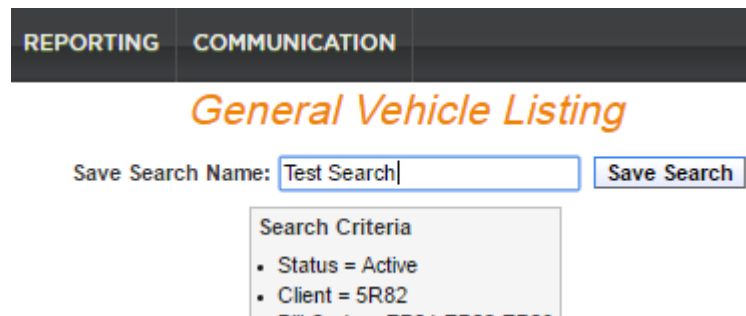 REPORTING COMMUNICATION
General Vehicle Listing
Save Search Name: Test Search Save Search
Search Criteria
• Status = Active
• Client = 5R82